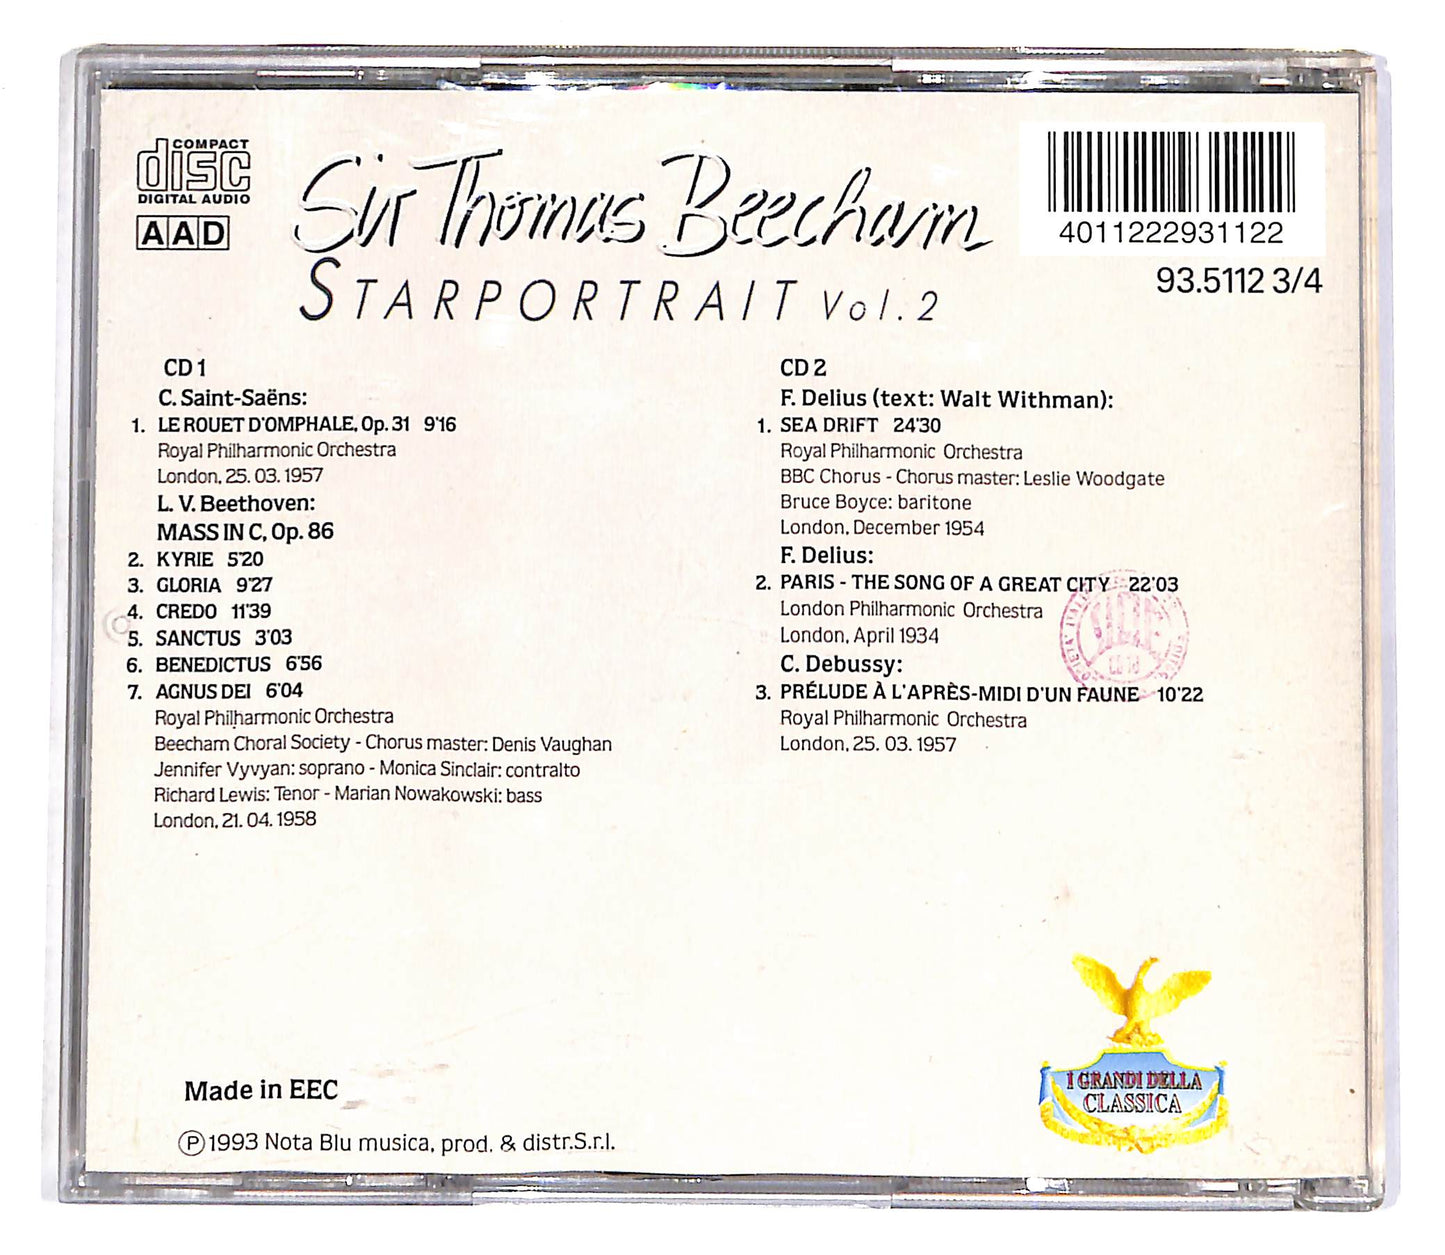 COMPACT
disc
DIGITAL AUDIO
AAD
Sir Thomas Beecham
STARPORTRAIT Vol. 2
4011222931122
93.5112 3/4
CD 1
C. Saint-Saëns:
1. LE ROUET D'OMPHALE, Op. 31 9'16
Royal Philharmonic Orchestra
London, 25. 03. 1957
L. V. Beethoven:
MASS IN C, Op. 86
2. KYRIE 5'20
3. GLORIA 9'27
4. CREDO 11'39
5. SANCTUS 3'03
6. BENEDICTUS 6'56
7. AGNUS DEI 6'04
Royal Philharmonic Orchestra
Beecham Choral Society - Chorus master: Denis Vaughan
Jennifer Vyvyan: soprano - Monica Sinclair: contralto
Richard Lewis: Tenor - Marian Nowakowski: bass
London, 21. 04. 1958
CD 2
F. Delius (text: Walt Withman):
1. SEA DRIFT 24'30
Royal Philharmonic Orchestra
BBC Chorus - Chorus master: Leslie Woodgate
Bruce Boyce: baritone
London, December 1954
F. Delius:
2. PARIS - THE SONG OF A GREAT CITY 22'03
London Philharmonic Orchestra
London, April 1934
C. Debussy:
3. PRÉLUDE À L'APRÈS-MIDI D'UN FAUNE 10'22
Royal Philharmonic Orchestra
London, 25. 03. 1957
I GRANDI DELLA
CLASSICA
Made in EEC
℗ 1993 Nota Blu musica, prod. & distr.S.r.l.